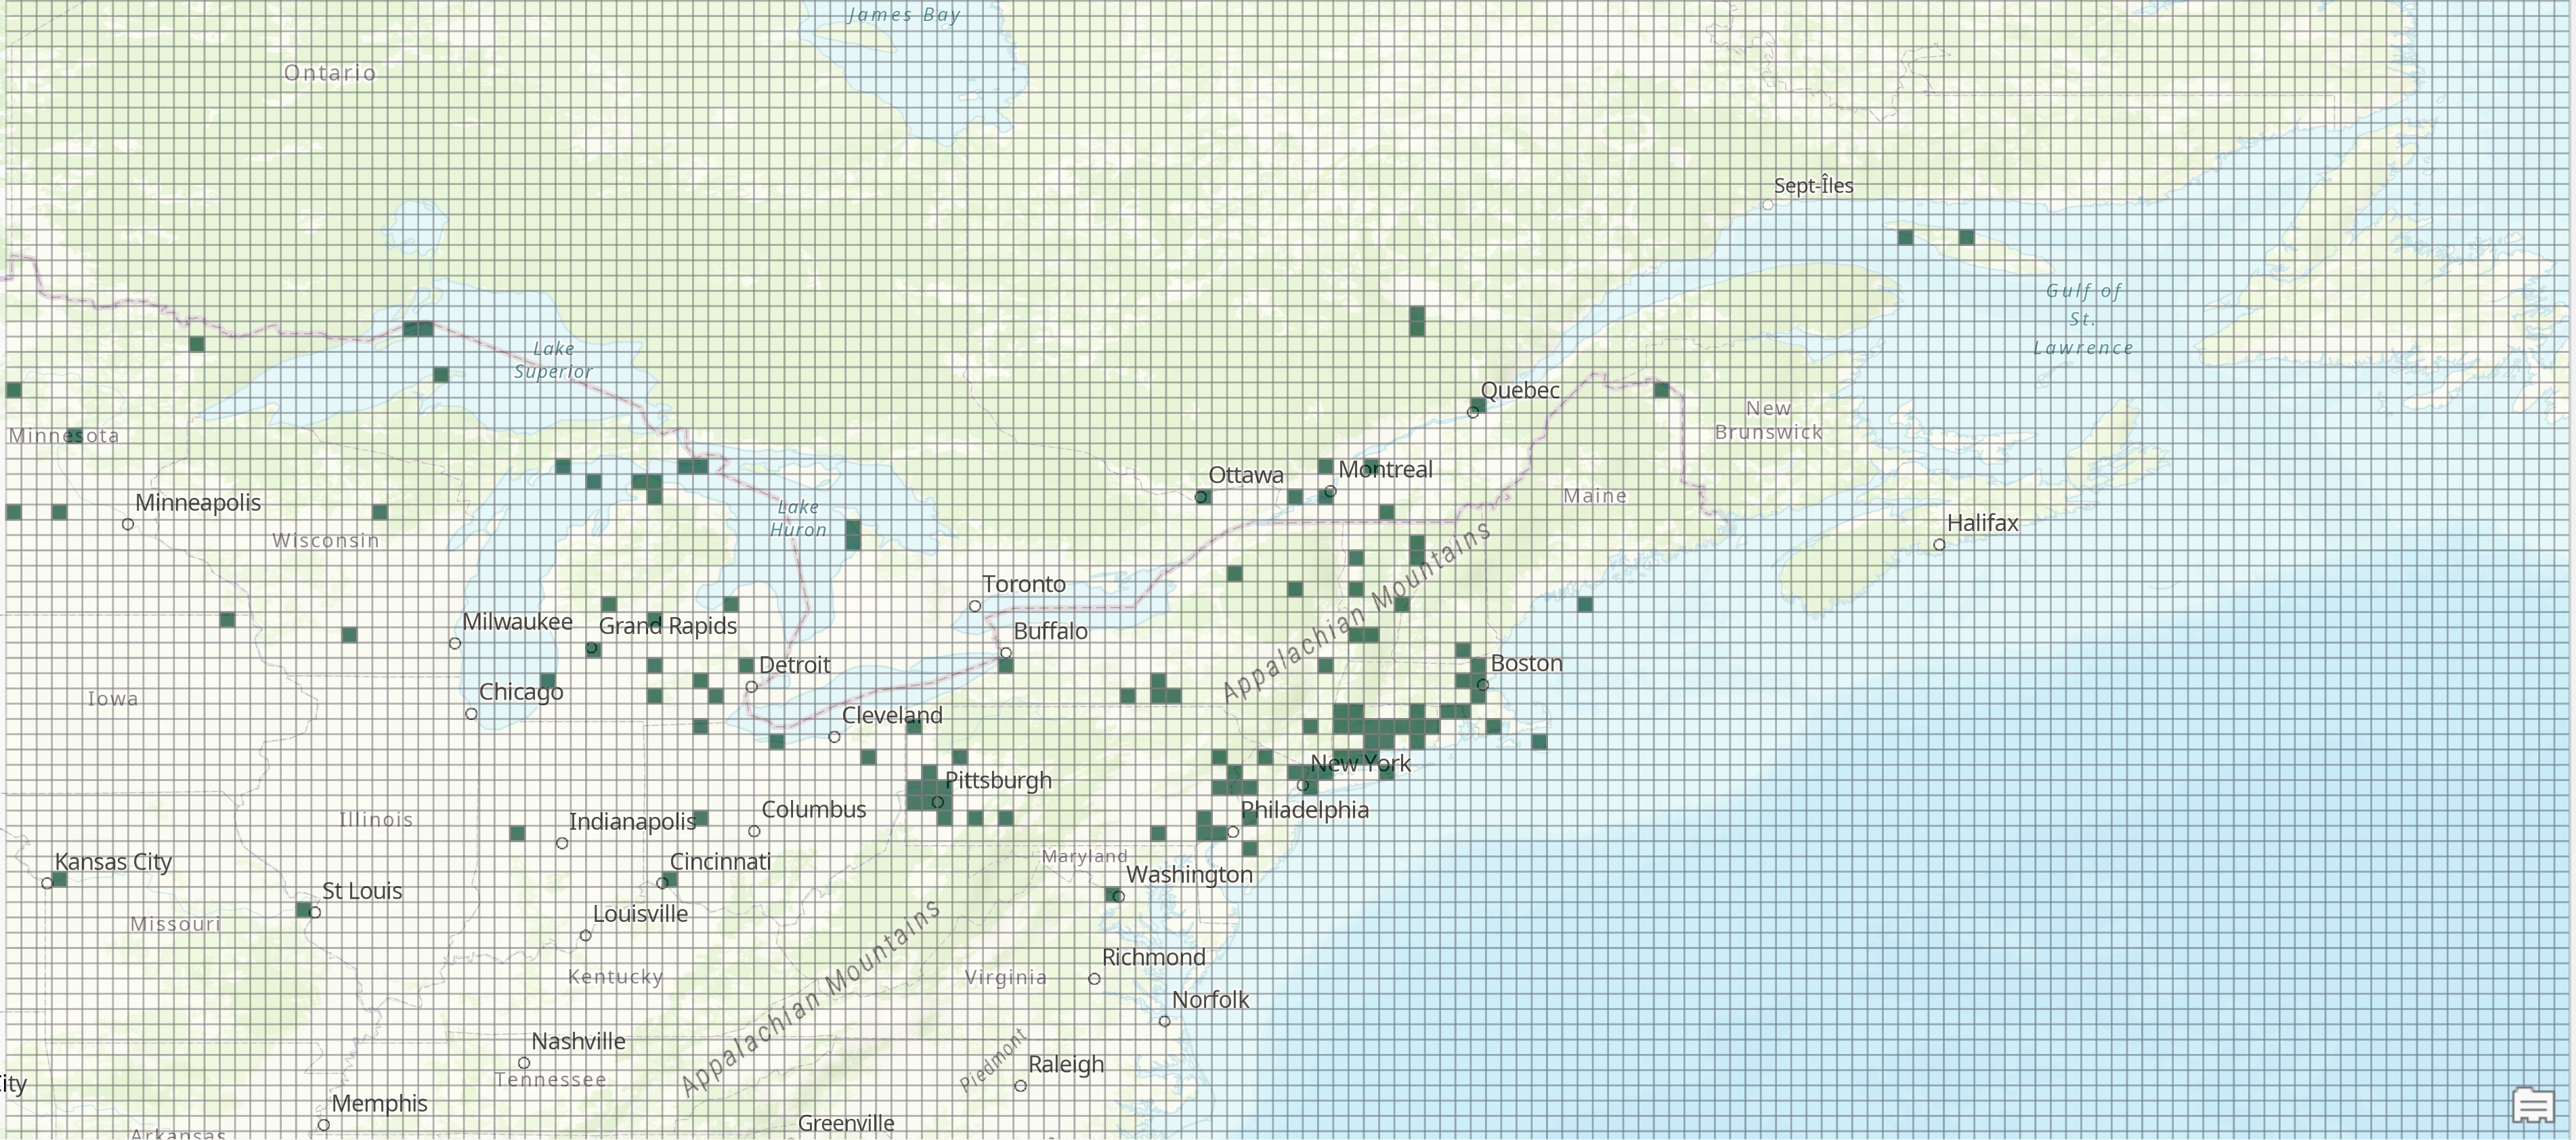 James Bay
Ontario
Sept-Îles
Gulf of
St.
Lawrence
Lake
Superior
Quebec
New
Brunswick
Minnesota
Montreal
Ottawa
Maine
Minneapolis
Lake
Huron
Halifax
Wisconsin
Appalachian Mountains
Toronto
Milwaukee
Grand Rapids
Buffalo
Detroit
Boston
Chicago
Iowa
Cleveland
New York
Pittsburgh
Columbus
Philadelphia
Illinois
Indianapolis
Maryland
Kansas City
Cincinnati
Washington
St Louis
Louisville
Missouri
Appalachian Mountains
Richmond
Kentucky
Virginia
Norfolk
Nashville
Piedmont
Raleigh
Tennessee
ity
Memphis
Greenville
Arkansas